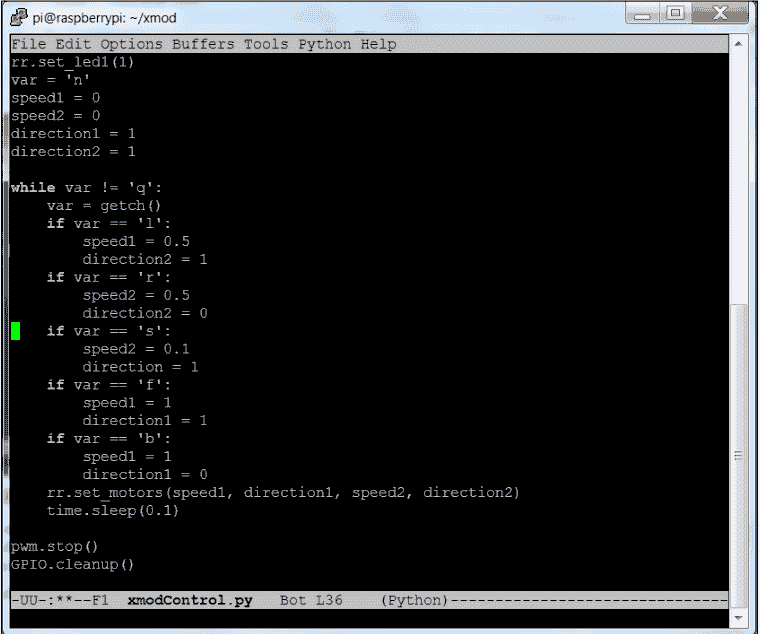 pi@raspberrypi: ~/xmod
File Edit Options Buffers Tools Python Help
rr.set_led1(1)
var = 'n'
speed1 = 0
speed2 = 0
direction1 = 1
direction2 = 1
while var != 'q':
    var = getch()
    if var == 'l':
        speed1 = 0.5
        direction2 = 1
    if var == 'r':
        speed2 = 0.5
        direction2 = 0
    if var == 's':
        speed2 = 0.1
        direction = 1
    if var == 'f':
        speed1 = 1
        direction1 = 1
    if var == 'b':
        speed1 = 1
        direction1 = 0
    rr.set_motors(speed1, direction1, speed2, direction2)
    time.sleep(0.1)
pwm.stop()
GPIO.cleanup()
-UU-:**--F1  xmodControl.py   Bot L36    (Python)-------------------------------